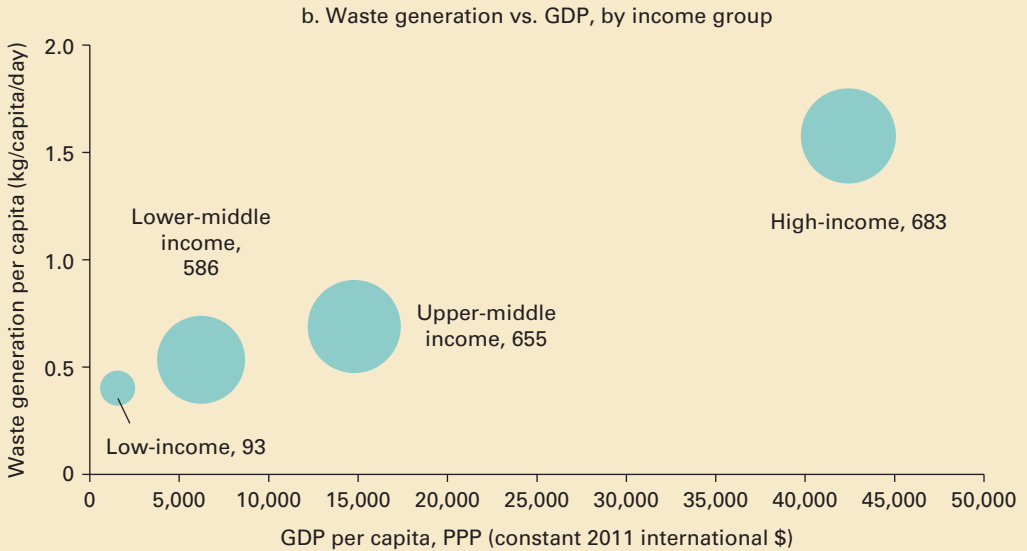 b. Waste generation vs. GDP, by income group
Waste generation per capita (kg/capita/day)
2.0
1.5
1.0
0.5
0
Lower-middle
income,
586
High-income, 683
Upper-middle
income, 655
Low-income, 93
0 5,000 10,000 15,000 20,000 25,000 30,000 35,000 40,000 45,000 50,000
GDP per capita, PPP (constant 2011 international $)